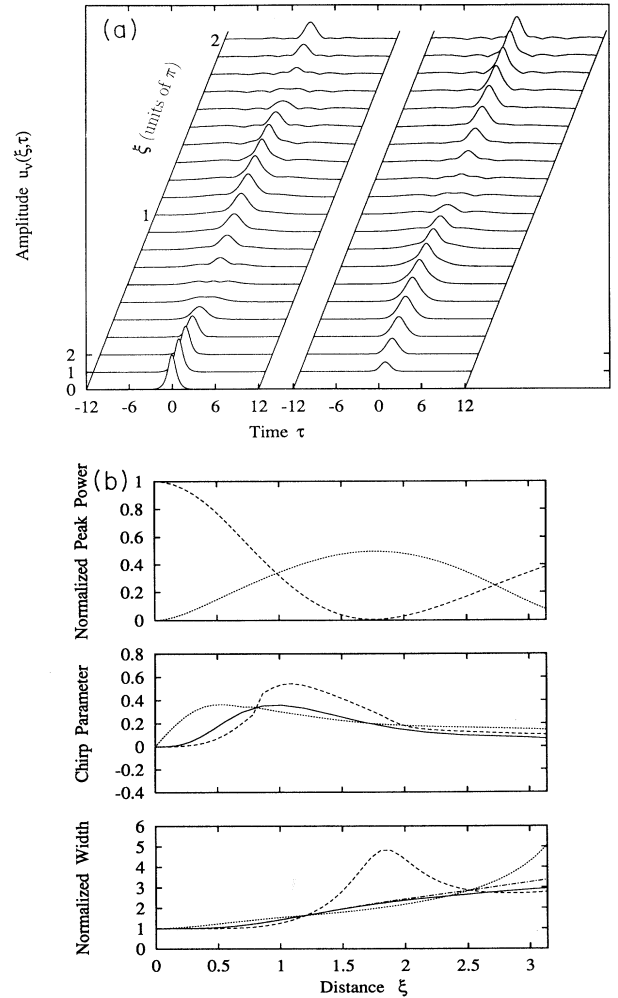 (a)
Amplitude uᵥ(ξ,τ)
ξ (units of π)
2
1
2
1
0
-12 -6 0 6 12 -12 -6 0 6 12
Time τ
(b)
Normalized Peak Power
1
0.8
0.6
0.4
0.2
0
Chirp Parameter
0.8
0.6
0.4
0.2
0
-0.2
-0.4
Normalized Width
6
5
4
3
2
1
0
0 0.5 1 1.5 2 2.5 3
Distance ξ